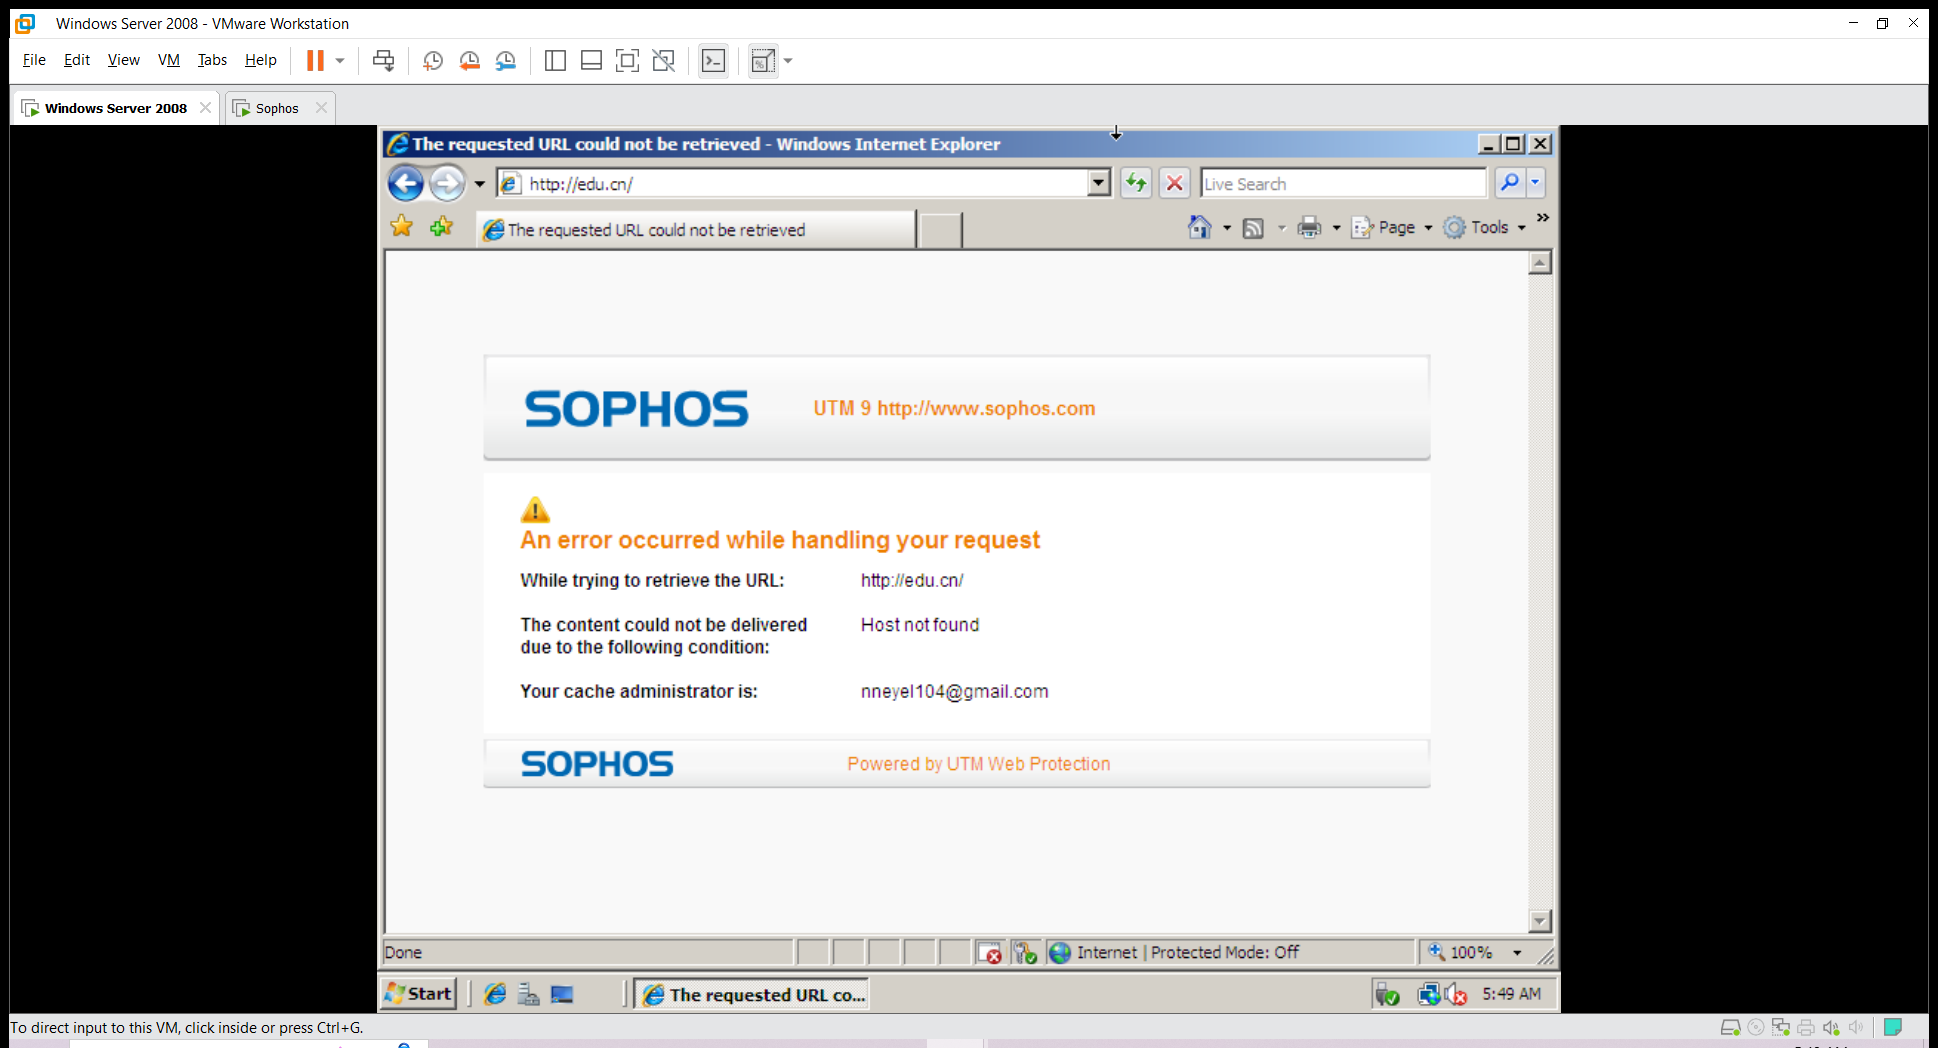 Windows Server 2008 - VMware Workstation
File Edit View VM Tabs Help
Windows Server 2008 Sophos
The requested URL could not be retrieved - Windows Internet Explorer
http://edu.cn/ Live Search
The requested URL could not be retrieved Page Tools
SOPHOS UTM 9 http://www.sophos.com
An error occurred while handling your request
While trying to retrieve the URL: http://edu.cn/
The content could not be delivered Host not found
due to the following condition:
Your cache administrator is: nneyel104@gmail.com
SOPHOS Powered by UTM Web Protection
Done Internet | Protected Mode: Off 100%
Start The requested URL co... 5:49 AM
To direct input to this VM, click inside or press Ctrl+G.